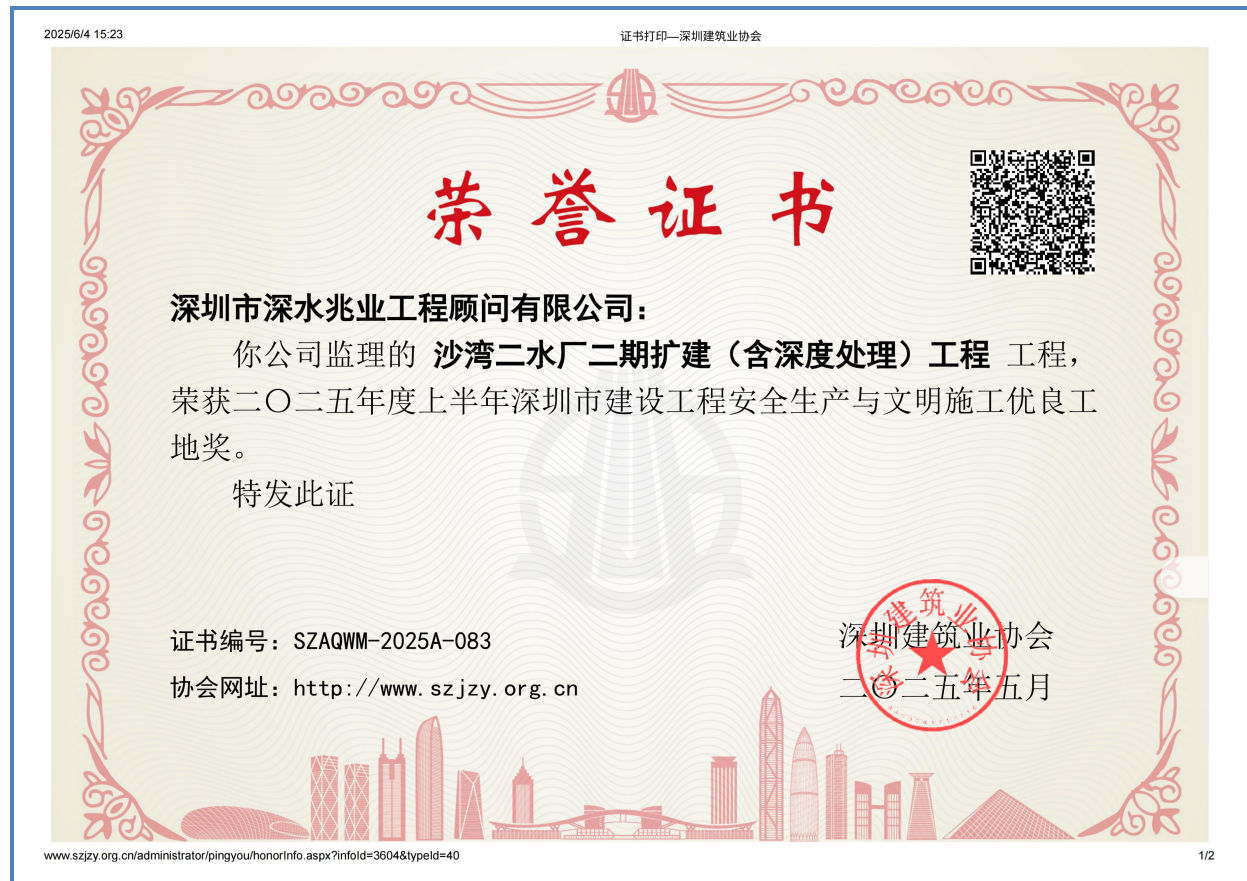 2025/6/4 15:23
证书打印—深圳建筑业协会
荣誉证书
深圳市深水兆业工程顾问有限公司：
你公司监理的 沙湾二水厂二期扩建（含深度处理）工程 工程，
荣获二〇二五年度上半年深圳市建设工程安全生产与文明施工优良工
地奖。
特发此证
证书编号：SZAQWM-2025A-083
深圳建筑业协会
协会网址：http://www.szjzy.org.cn
二〇二五年五月
深圳建筑业协会
www.szjzy.org.cn/administrator/pingyou/honorInfo.aspx?infoId=3604&typeId=40
1/2